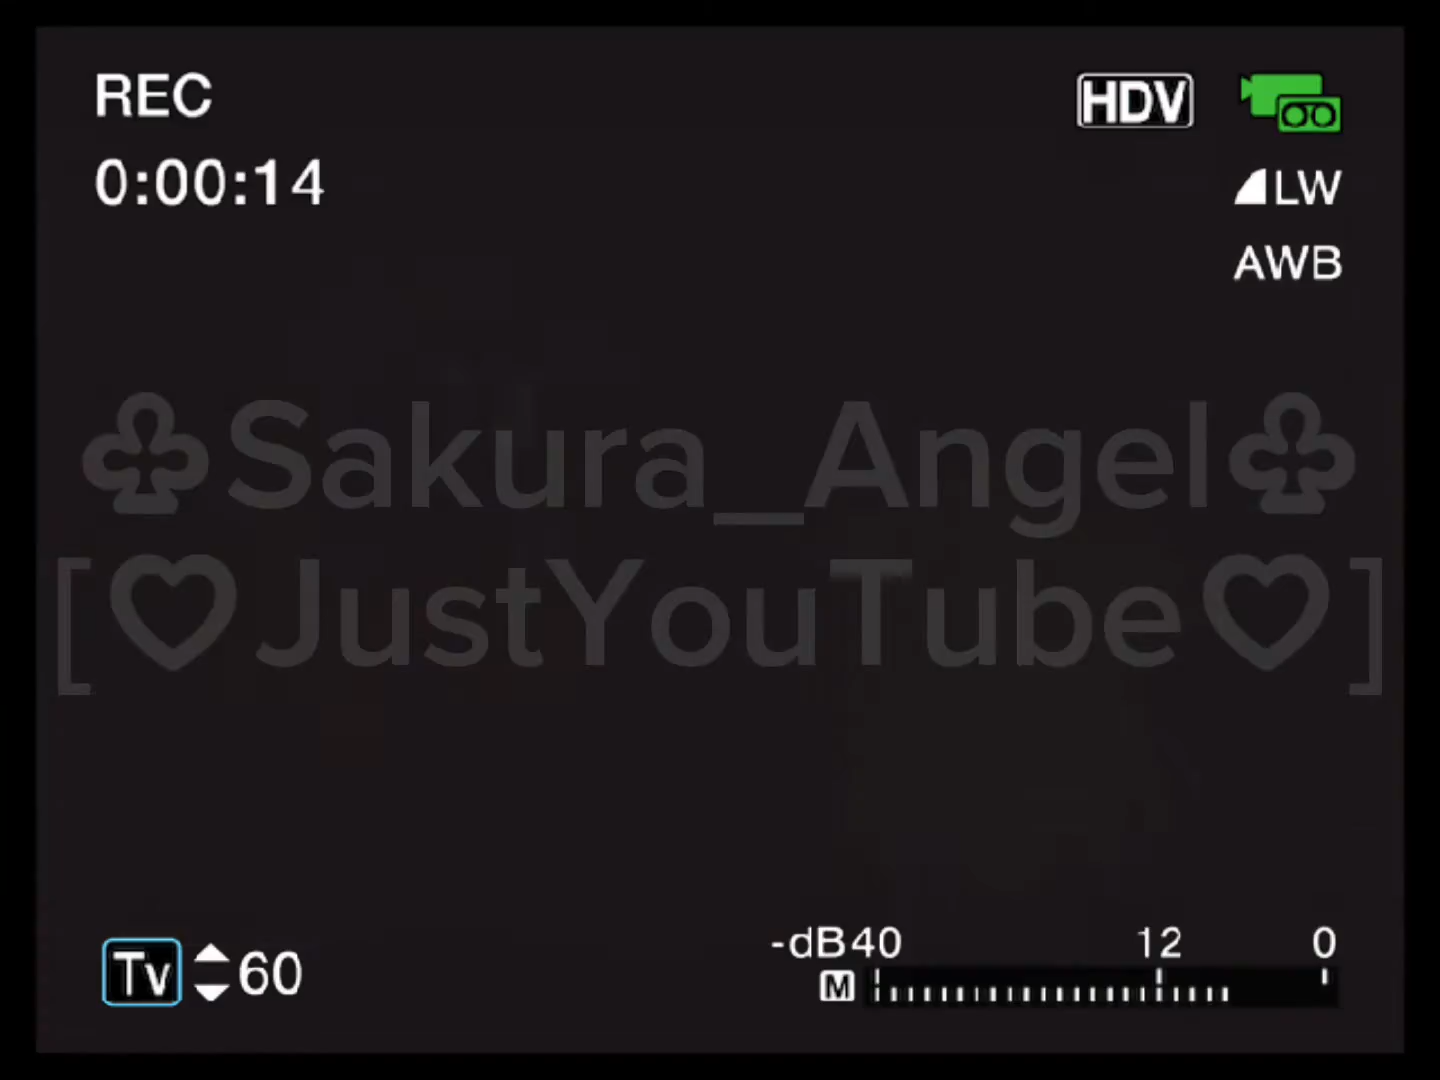 REC
HDV
0:00:14
LW
AWB
♧Sakura_Angel♧
[♡JustYouTube♡]
-dB40 12 0
Tv 60
M